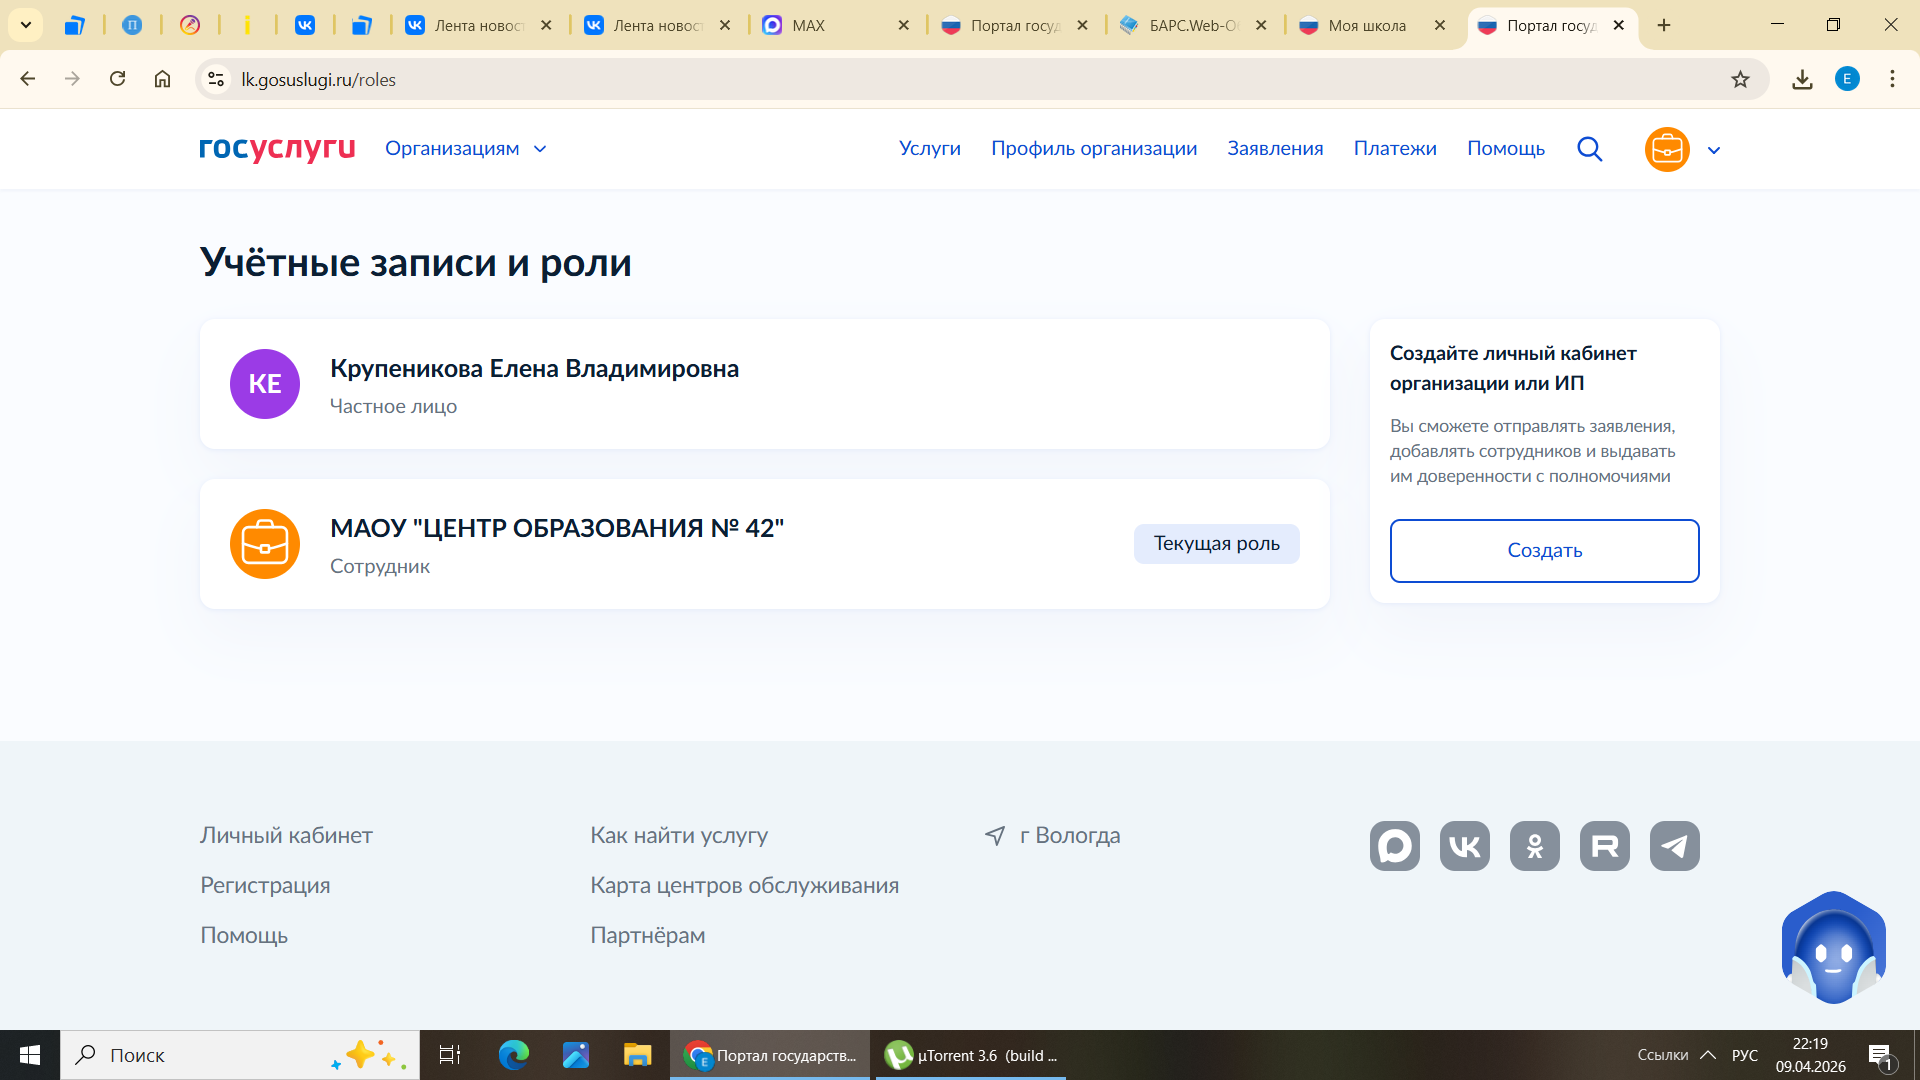 Лента новост
Лента новост
MAX
Портал госуд
БАРС.Web-Об
Моя школа
Портал госуд
lk.gosuslugi.ru/roles
E
госуслуги
Организациям
Услуги
Профиль организации
Заявления
Платежи
Помощь
Учётные записи и роли
КЕ
Крупеникова Елена Владимировна
Частное лицо
МАОУ "ЦЕНТР ОБРАЗОВАНИЯ № 42"
Сотрудник
Текущая роль
Создайте личный кабинет
организации или ИП
Вы сможете отправлять заявления,
добавлять сотрудников и выдавать
им доверенности с полномочиями
Создать
Личный кабинет
Регистрация
Помощь
Как найти услугу
Карта центров обслуживания
Партнёрам
г Вологда
Поиск
Портал государств...
µTorrent 3.6 (build ...
Ссылки
РУС
22:19
09.04.2026
1